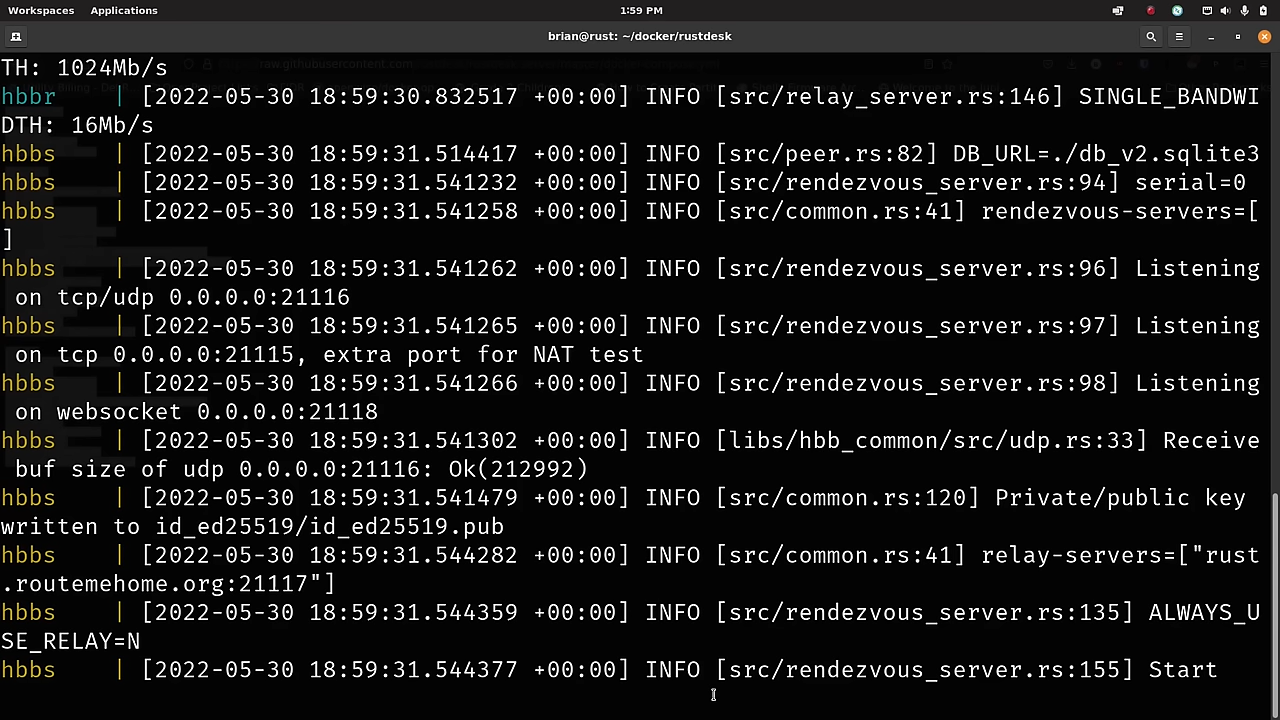 Workspaces Applications 1:59 PM
brian@rust: ~/docker/rustdesk
TH: 1024Mb/s
hbbr | [2022-05-30 18:59:30.832517 +00:00] INFO [src/relay_server.rs:146] SINGLE_BANDWI
DTH: 16Mb/s
hbbs | [2022-05-30 18:59:31.514417 +00:00] INFO [src/peer.rs:82] DB_URL=./db_v2.sqlite3
hbbs | [2022-05-30 18:59:31.541232 +00:00] INFO [src/rendezvous_server.rs:94] serial=0
hbbs | [2022-05-30 18:59:31.541258 +00:00] INFO [src/common.rs:41] rendezvous-servers=[
]
hbbs | [2022-05-30 18:59:31.541262 +00:00] INFO [src/rendezvous_server.rs:96] Listening
on tcp/udp 0.0.0.0:21116
hbbs | [2022-05-30 18:59:31.541265 +00:00] INFO [src/rendezvous_server.rs:97] Listening
on tcp 0.0.0.0:21115, extra port for NAT test
hbbs | [2022-05-30 18:59:31.541266 +00:00] INFO [src/rendezvous_server.rs:98] Listening
on websocket 0.0.0.0:21118
hbbs | [2022-05-30 18:59:31.541302 +00:00] INFO [libs/hbb_common/src/udp.rs:33] Receive
buf size of udp 0.0.0.0:21116: Ok(212992)
hbbs | [2022-05-30 18:59:31.541479 +00:00] INFO [src/common.rs:120] Private/public key
written to id_ed25519/id_ed25519.pub
hbbs | [2022-05-30 18:59:31.544282 +00:00] INFO [src/common.rs:41] relay-servers=["rust
.routemehome.org:21117"]
hbbs | [2022-05-30 18:59:31.544359 +00:00] INFO [src/rendezvous_server.rs:135] ALWAYS_U
SE_RELAY=N
hbbs | [2022-05-30 18:59:31.544377 +00:00] INFO [src/rendezvous_server.rs:155] Start